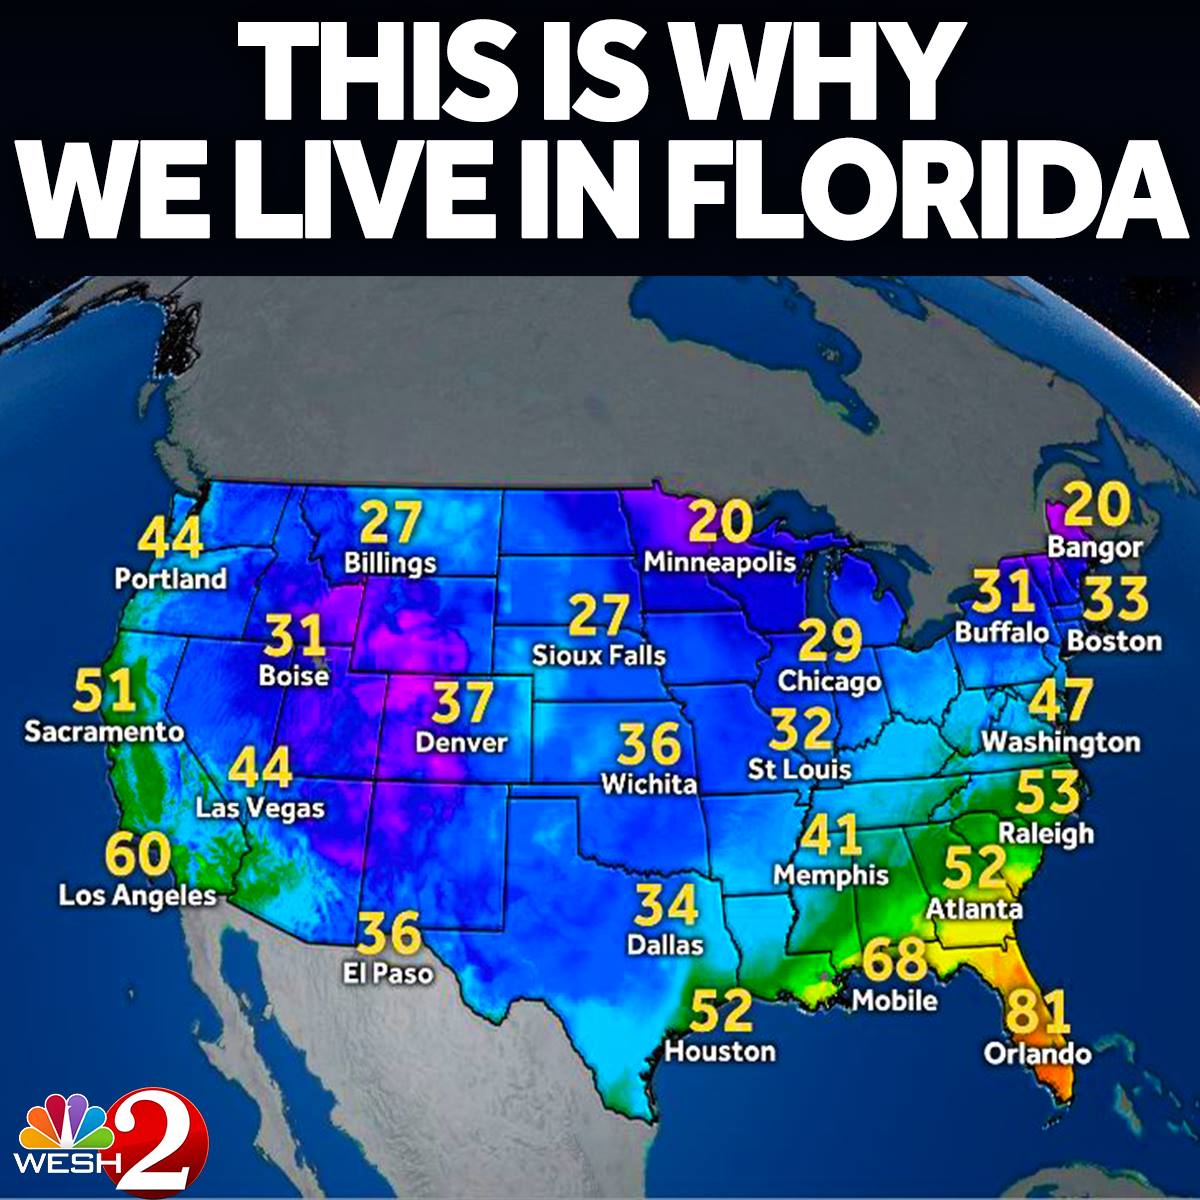 THIS IS WHY
WE LIVE IN FLORIDA
44
Portland
27
Billings
20
Minneapolis
20
Bangor
31
Boise
27
Sioux Falls
29
Chicago
31
Buffalo
33
Boston
51
Sacramento
37
Denver
36
Wichita
32
St Louis
47
Washington
44
Las Vegas
53
Raleigh
60
Los Angeles
41
Memphis
52
Atlanta
36
El Paso
34
Dallas
68
Mobile
52
Houston
81
Orlando
WESH 2